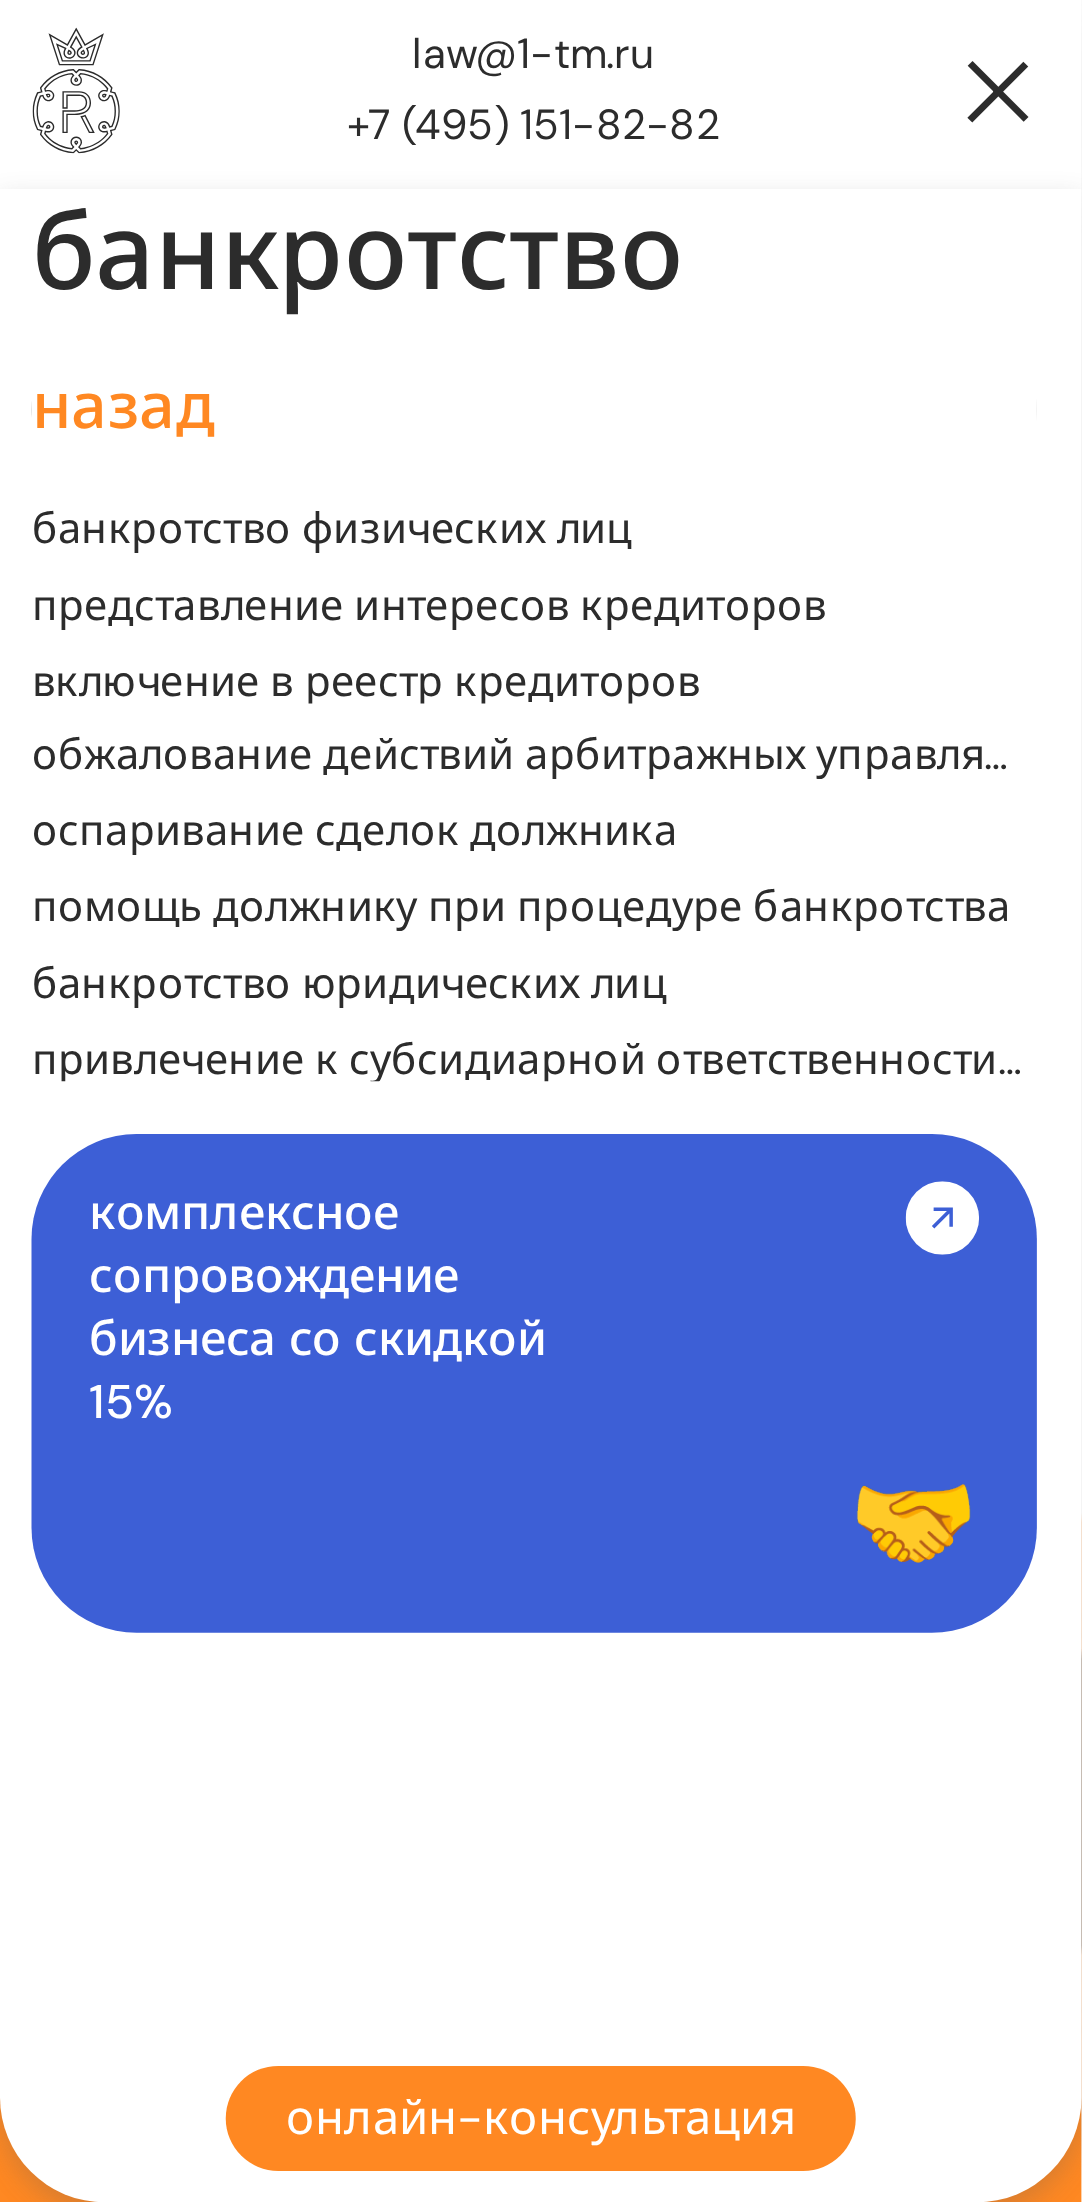 R
law@1-tm.ru
+7 (495) 151-82-82
банкротство
назад
банкротство физических лиц
представление интересов кредиторов
включение в реестр кредиторов
обжалование действий арбитражных управля...
оспаривание сделок должника
помощь должнику при процедуре банкротства
банкротство юридических лиц
привлечение к субсидиарной ответственности...
комплексное
сопровождение
бизнеса со скидкой
15%
онлайн-консультация